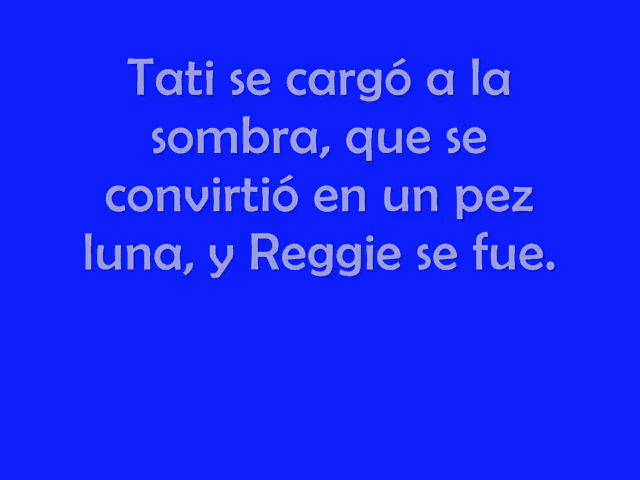 Tati se cargó a la
sombra, que se
convirtió en un pez
luna, y Reggie se fue.